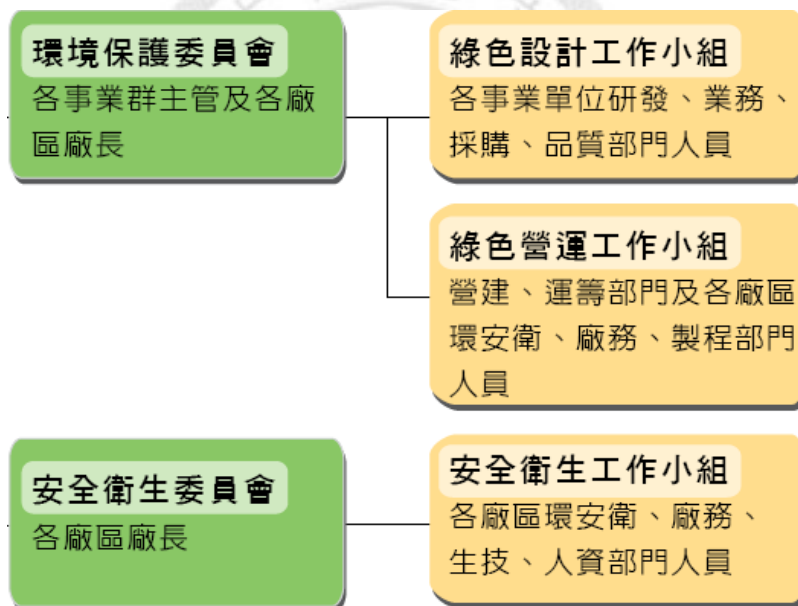 環境保護委員會
各事業群主管及各廠
區廠長
綠色設計工作小組
各事業單位研發、業務、
採購、品質部門人員
綠色營運工作小組
營建、運籌部門及各廠區
環安衛、廠務、製程部門
人員
安全衛生委員會
各廠區廠長
安全衛生工作小組
各廠區環安衛、廠務、
生技、人資部門人員